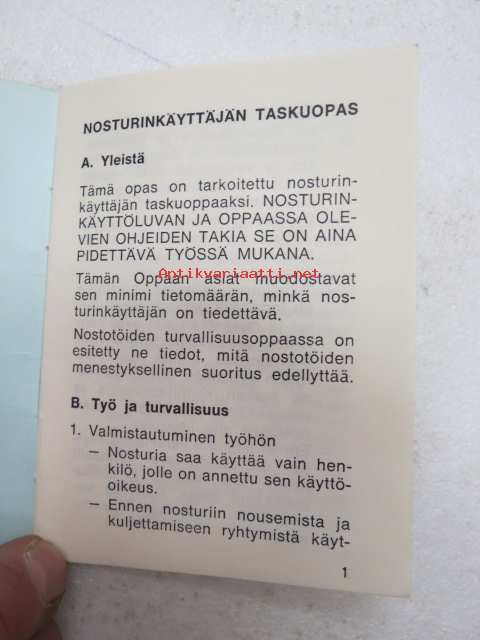 NOSTURINKÄYTTÄJÄN TASKUOPAS
A. Yleistä
Tämä opas on tarkoitettu nosturin-
käyttäjän taskuoppaaksi. NOSTURIN-
KÄYTTÖLUVAN JA OPPAASSA OLE-
VIEN OHJEIDEN TAKIA SE ON AINA
PIDETTÄVÄ TYÖSSÄ MUKANA.
Antikvariaatti.net
Tämän Oppaan asiat muodostavat
sen minimi tietomäärän, minkä nos-
turinkäyttäjän on tiedettävä.
Nostotöiden turvallisuusoppaassa on
esitetty ne tiedot, mitä nostotöiden
menestyksellinen suoritus edellyttää.
B. Työ ja turvallisuus
1. Valmistautuminen työhön
— Nosturia saa käyttää vain hen-
kilö, jolle on annettu sen käyttö-
oikeus.
— Ennen nosturiin nousemista ja
kuljettamiseen ryhtymistä käyt-
1